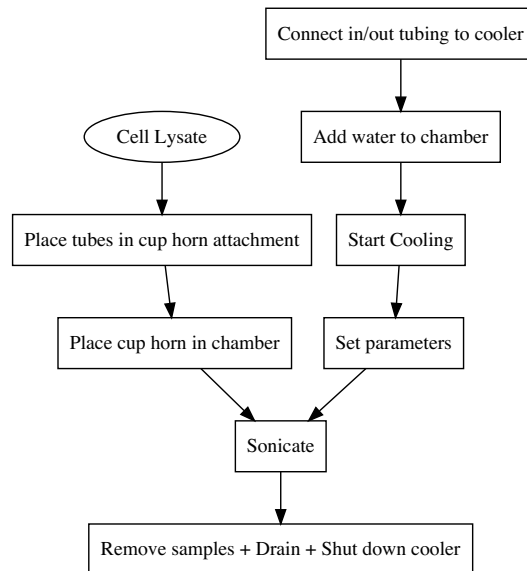 Connect in/out tubing to cooler
Cell Lysate
Add water to chamber
Place tubes in cup horn attachment
Start Cooling
Place cup horn in chamber
Set parameters
Sonicate
Remove samples + Drain + Shut down cooler